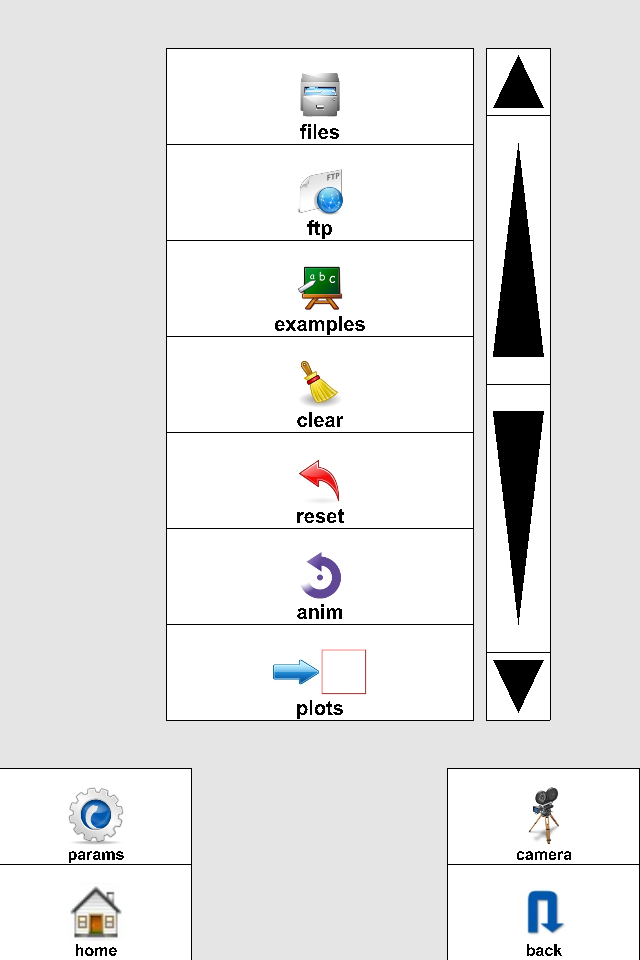 files
FTP
ftp
a b c
examples
clear
reset
anim
plots
params
camera
home
back